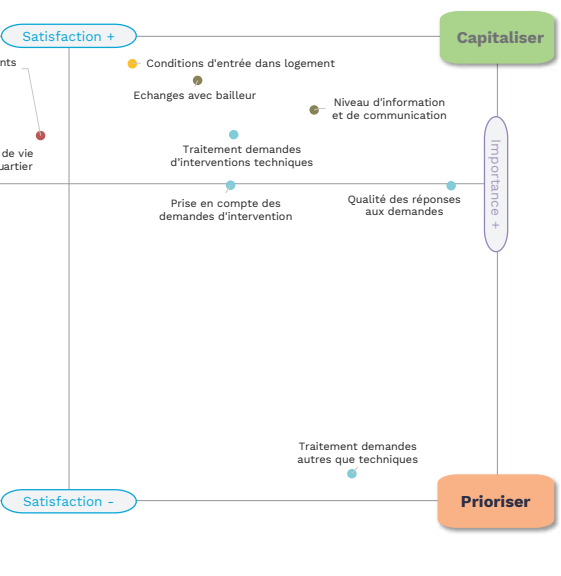 Satisfaction +
Capitaliser
nts
Conditions d'entrée dans logement
Echanges avec bailleur
Niveau d'information
et de communication
Traitement demandes
d'interventions techniques
de vie
uartier
Importance +
Prise en compte des
demandes d'intervention
Qualité des réponses
aux demandes
Traitement demandes
autres que techniques
Satisfaction -
Prioriser